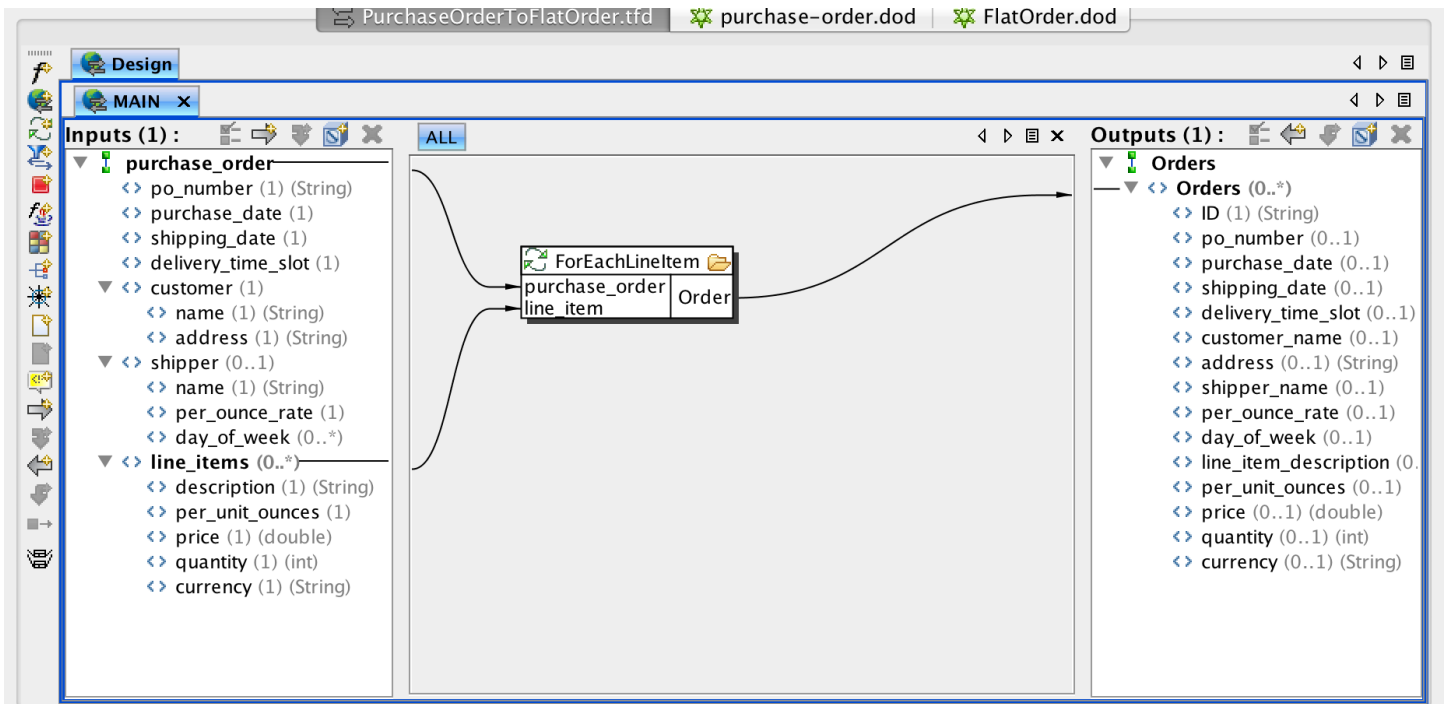 PurchaseOrderToFlatOrder.tfd purchase-order.dod FlatOrder.dod
Design
MAIN
Inputs (1) :
purchase_order
po_number (1) (String)
purchase_date (1)
shipping_date (1)
delivery_time_slot (1)
customer (1)
name (1) (String)
address (1) (String)
shipper (0..1)
name (1) (String)
per_ounce_rate (1)
day_of_week (0..*)
line_items (0..*)
description (1) (String)
per_unit_ounces (1)
price (1) (double)
quantity (1) (int)
currency (1) (String)
ALL
ForEachLineItem
purchase_order
line_item
Order
Outputs (1) :
Orders
Orders (0..*)
ID (1) (String)
po_number (0..1)
purchase_date (0..1)
shipping_date (0..1)
delivery_time_slot (0..1)
customer_name (0..1)
address (0..1) (String)
shipper_name (0..1)
per_ounce_rate (0..1)
day_of_week (0..1)
line_item_description (0.
per_unit_ounces (0..1)
price (0..1) (double)
quantity (0..1) (int)
currency (0..1) (String)